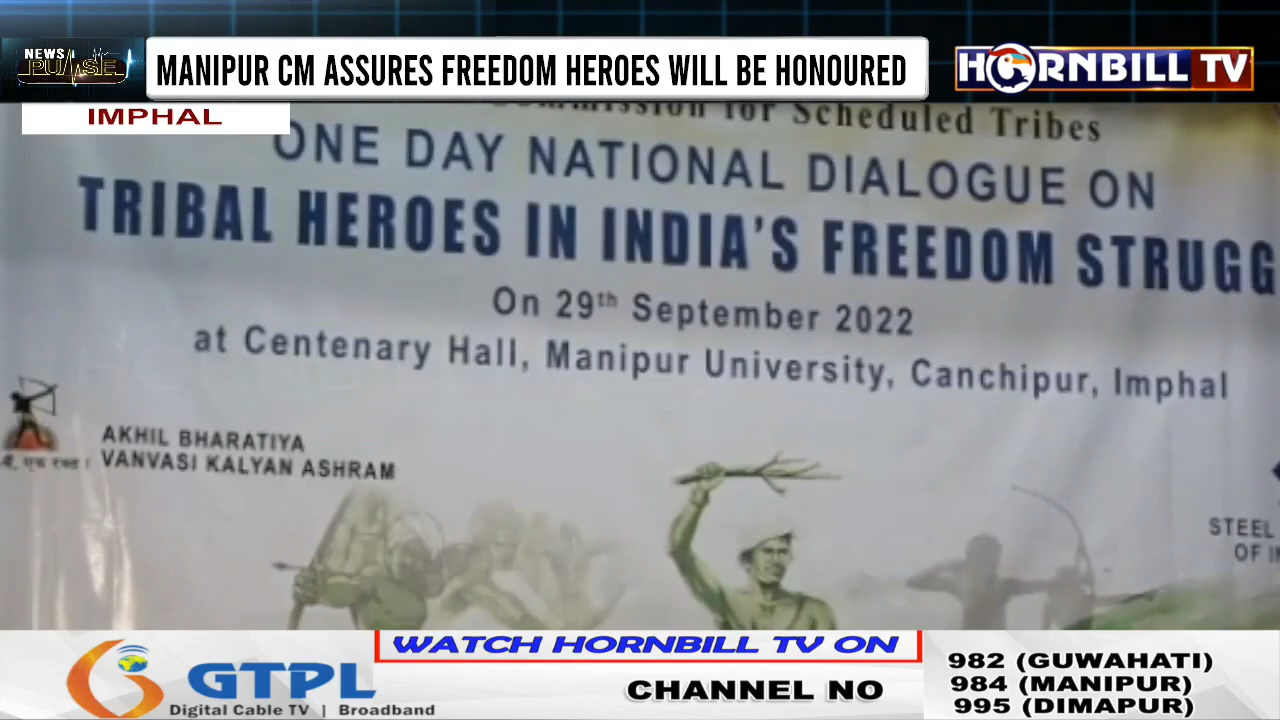 NEWS
PULSE
MANIPUR CM ASSURES FREEDOM HEROES WILL BE HONOURED
HORNBILL TV
IMPHAL
Commission for Scheduled Tribes
ONE DAY NATIONAL DIALOGUE ON
TRIBAL HEROES IN INDIA'S FREEDOM STRUGG
On 29th September 2022
at Centenary Hall, Manipur University, Canchipur, Imphal
एक रक्त।
AKHIL BHARATIYA
VANVASI KALYAN ASHRAM
STEEL
OF
WATCH HORNBILL TV ON
GTPL
Digital Cable TV | Broadband
CHANNEL NO
982 (GUWAHATI)
984 (MANIPUR)
995 (DIMAPUR)